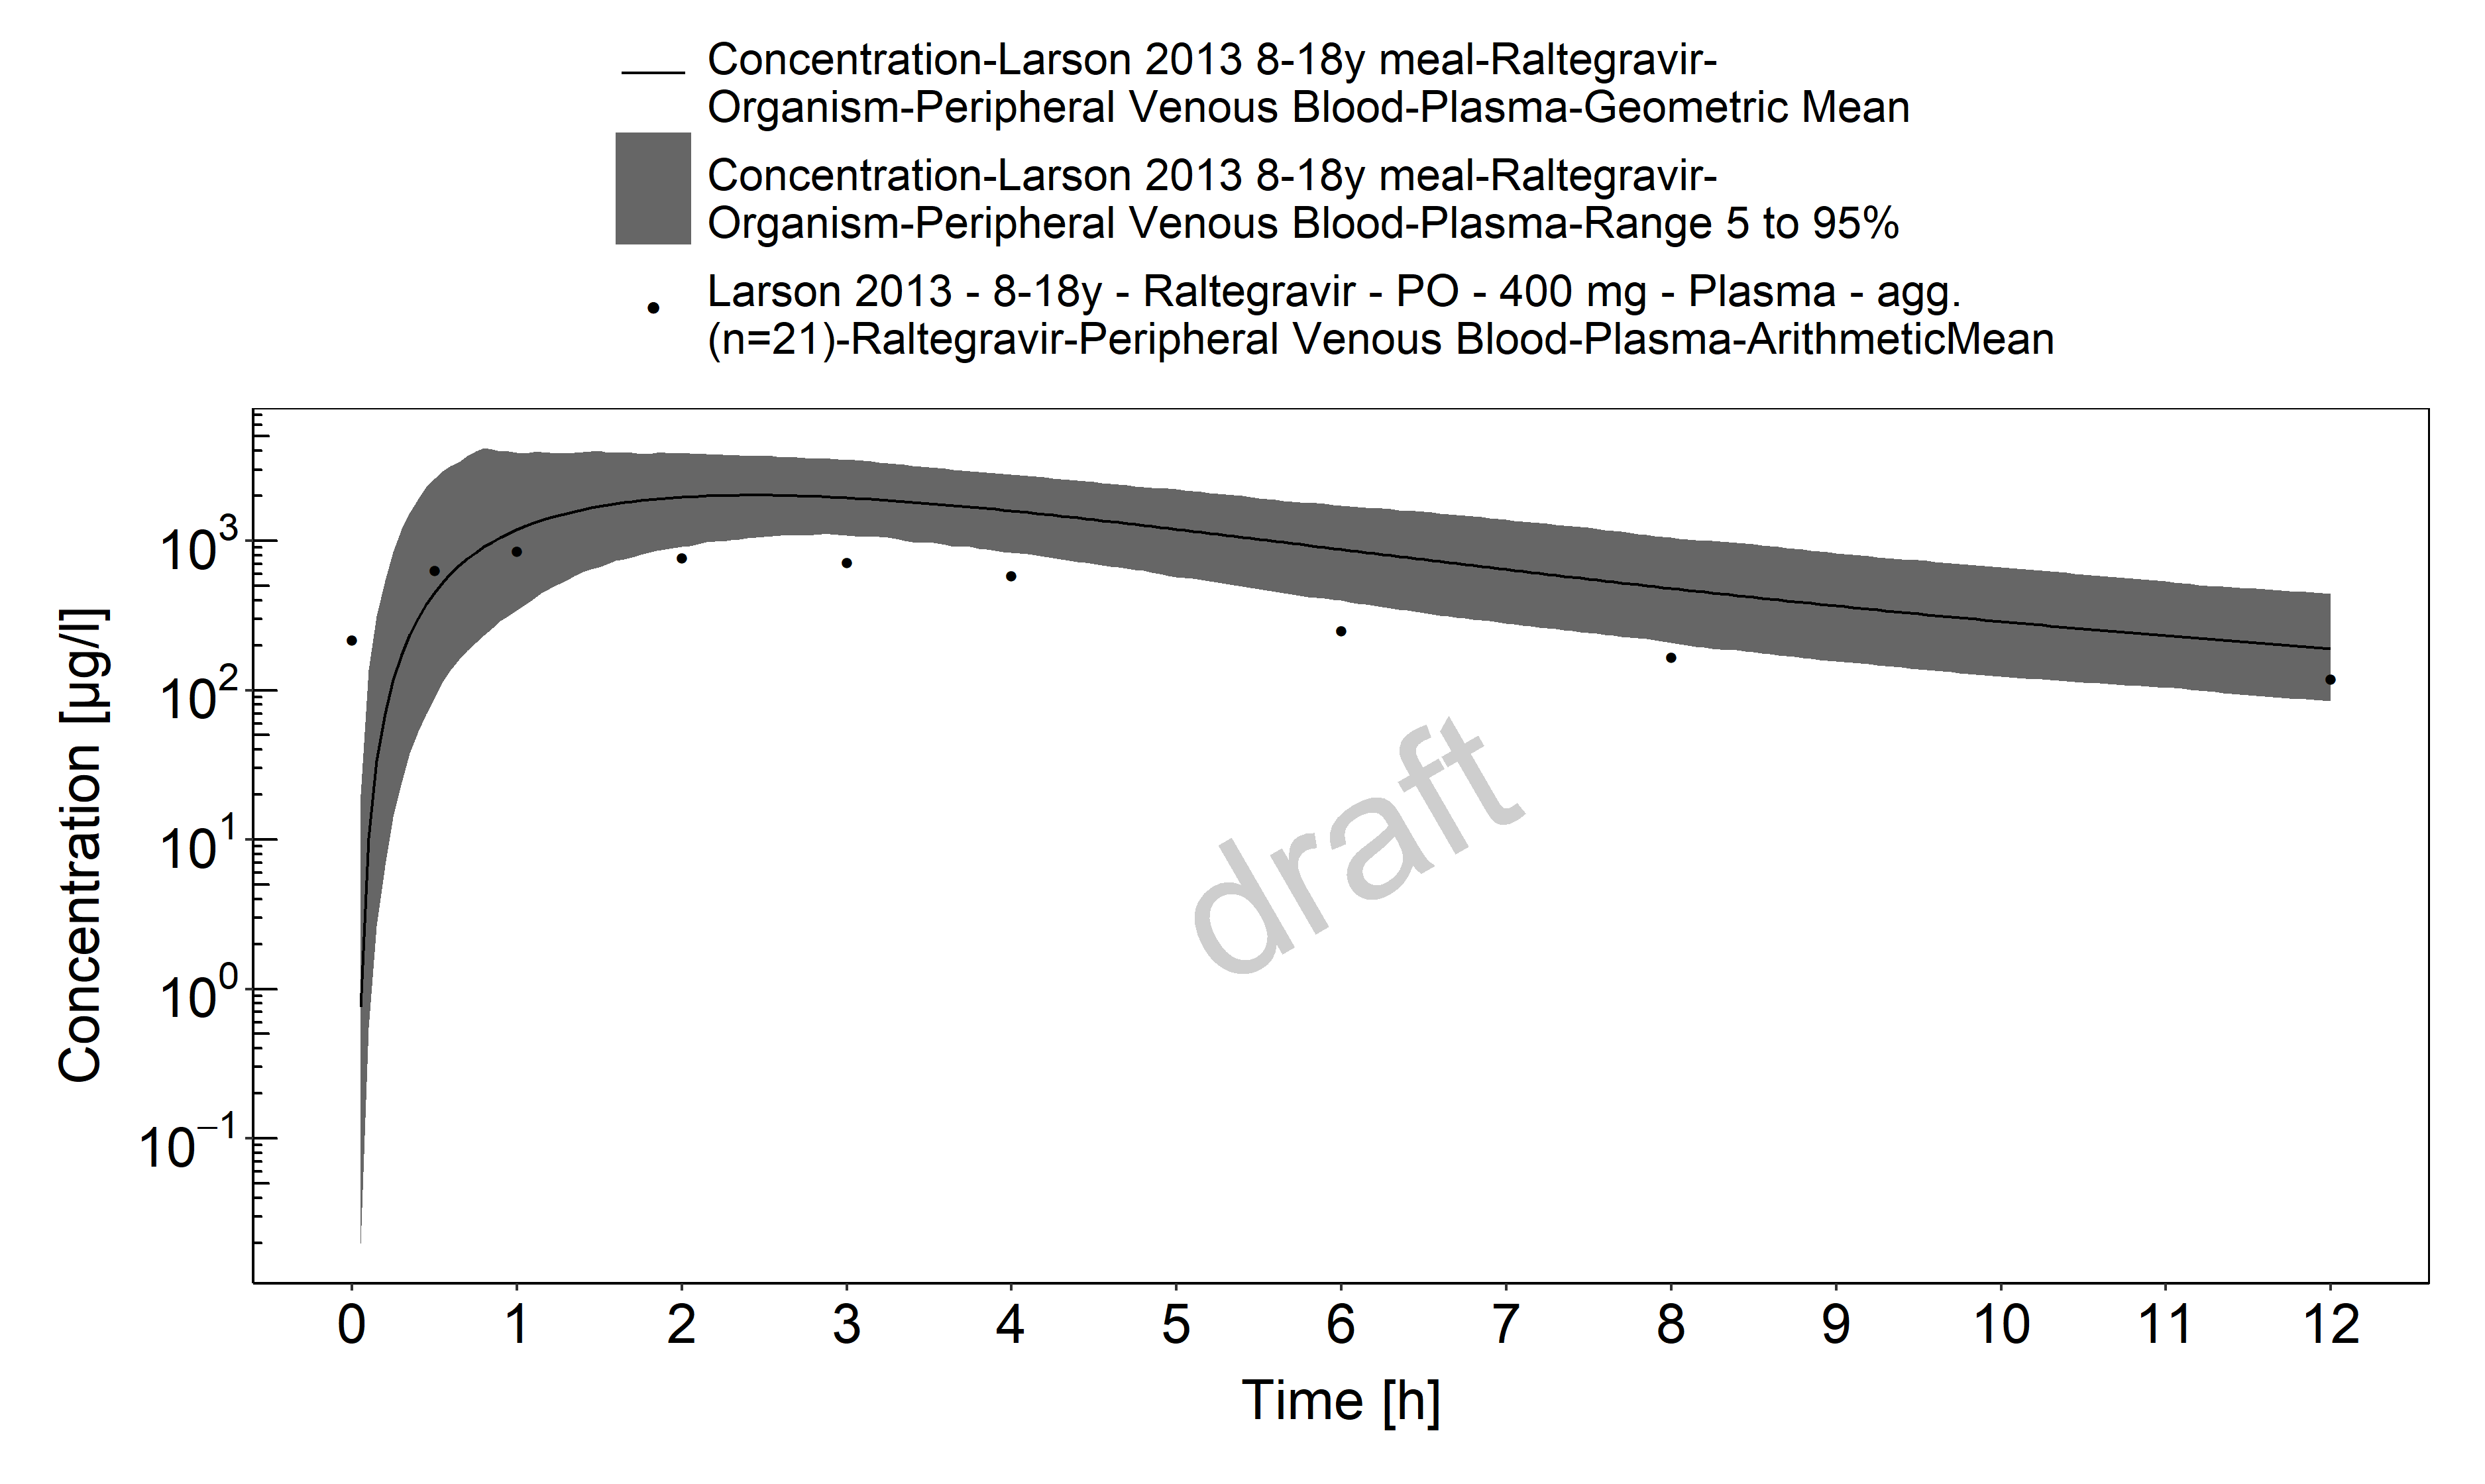 Concentration-Larson 2013 8-18y meal-Raltegravir-
Organism-Peripheral Venous Blood-Plasma-Geometric Mean
Concentration-Larson 2013 8-18y meal-Raltegravir-
Organism-Peripheral Venous Blood-Plasma-Range 5 to 95%
Larson 2013 - 8-18y - Raltegravir - PO - 400 mg - Plasma - agg.
(n=21)-Raltegravir-Peripheral Venous Blood-Plasma-ArithmeticMean
Concentration [µg/l]
10³
10²
10¹
10⁰
10⁻¹
draft
0 1 2 3 4 5 6 7 8 9 10 11 12
Time [h]